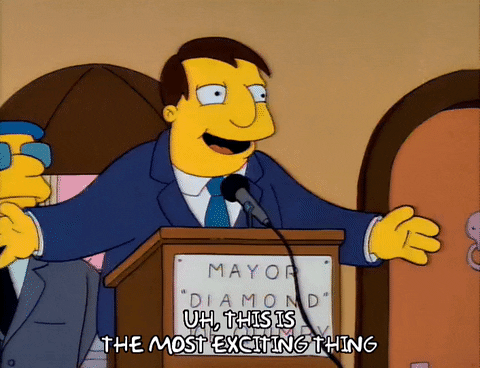 MAYOR
"DIAMOND"
UH, THIS IS
THE MOST EXCITING THING